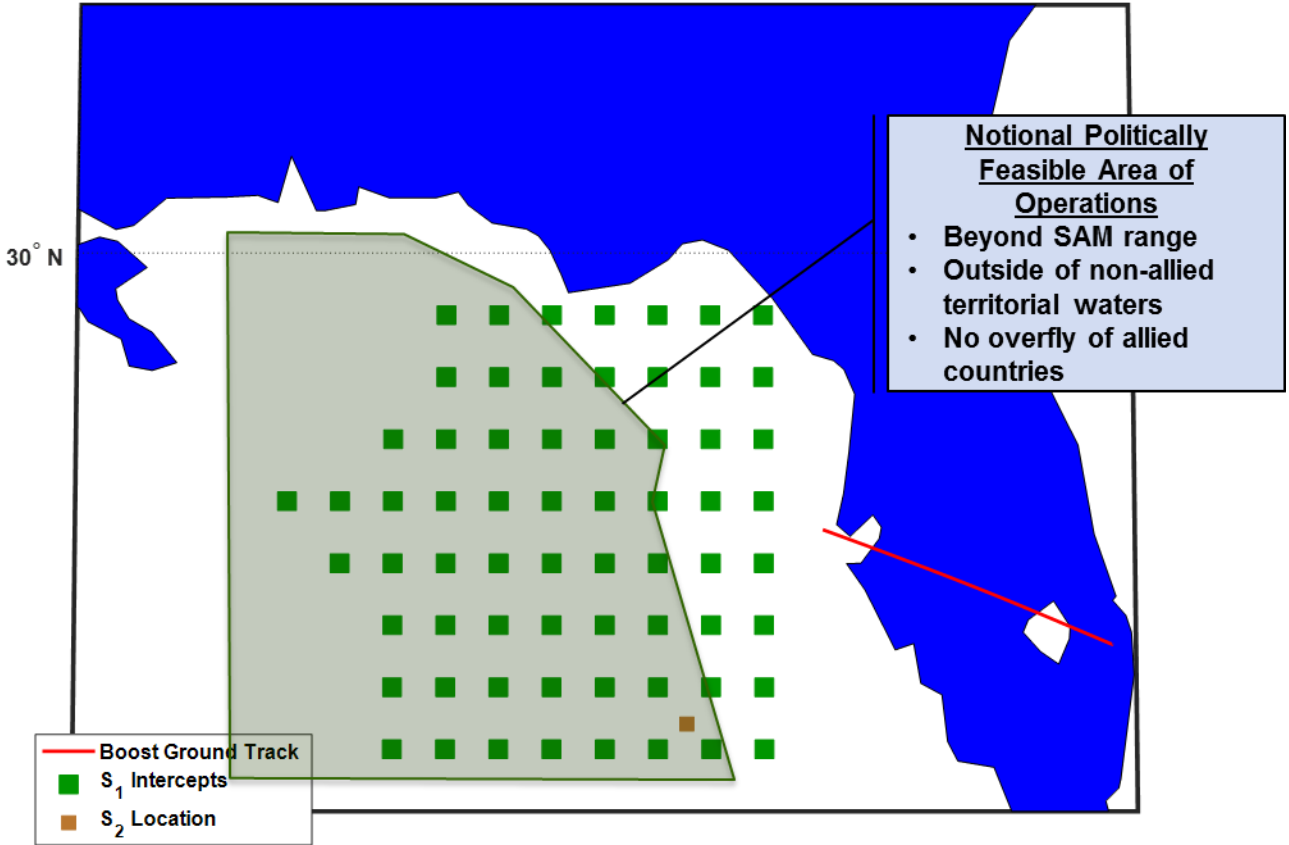 Notional Politically
Feasible Area of
Operations
• Beyond SAM range
• Outside of non-allied
territorial waters
• No overfly of allied
countries
30° N
Boost Ground Track
S1 Intercepts
S2 Location